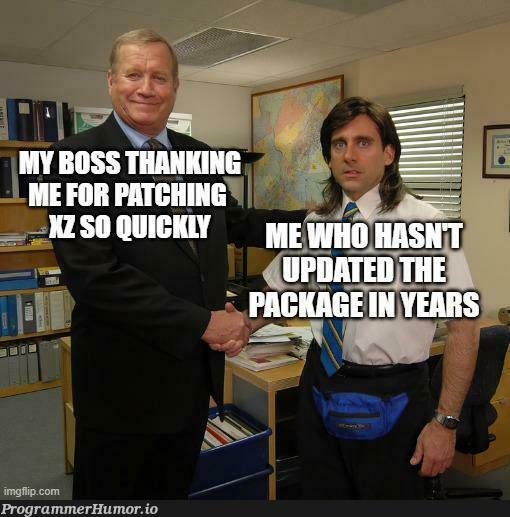 MY BOSS THANKING
ME FOR PATCHING
XZ SO QUICKLY
ME WHO HASN'T
UPDATED THE
PACKAGE IN YEARS
imgflip.com
ProgrammerHumor.io